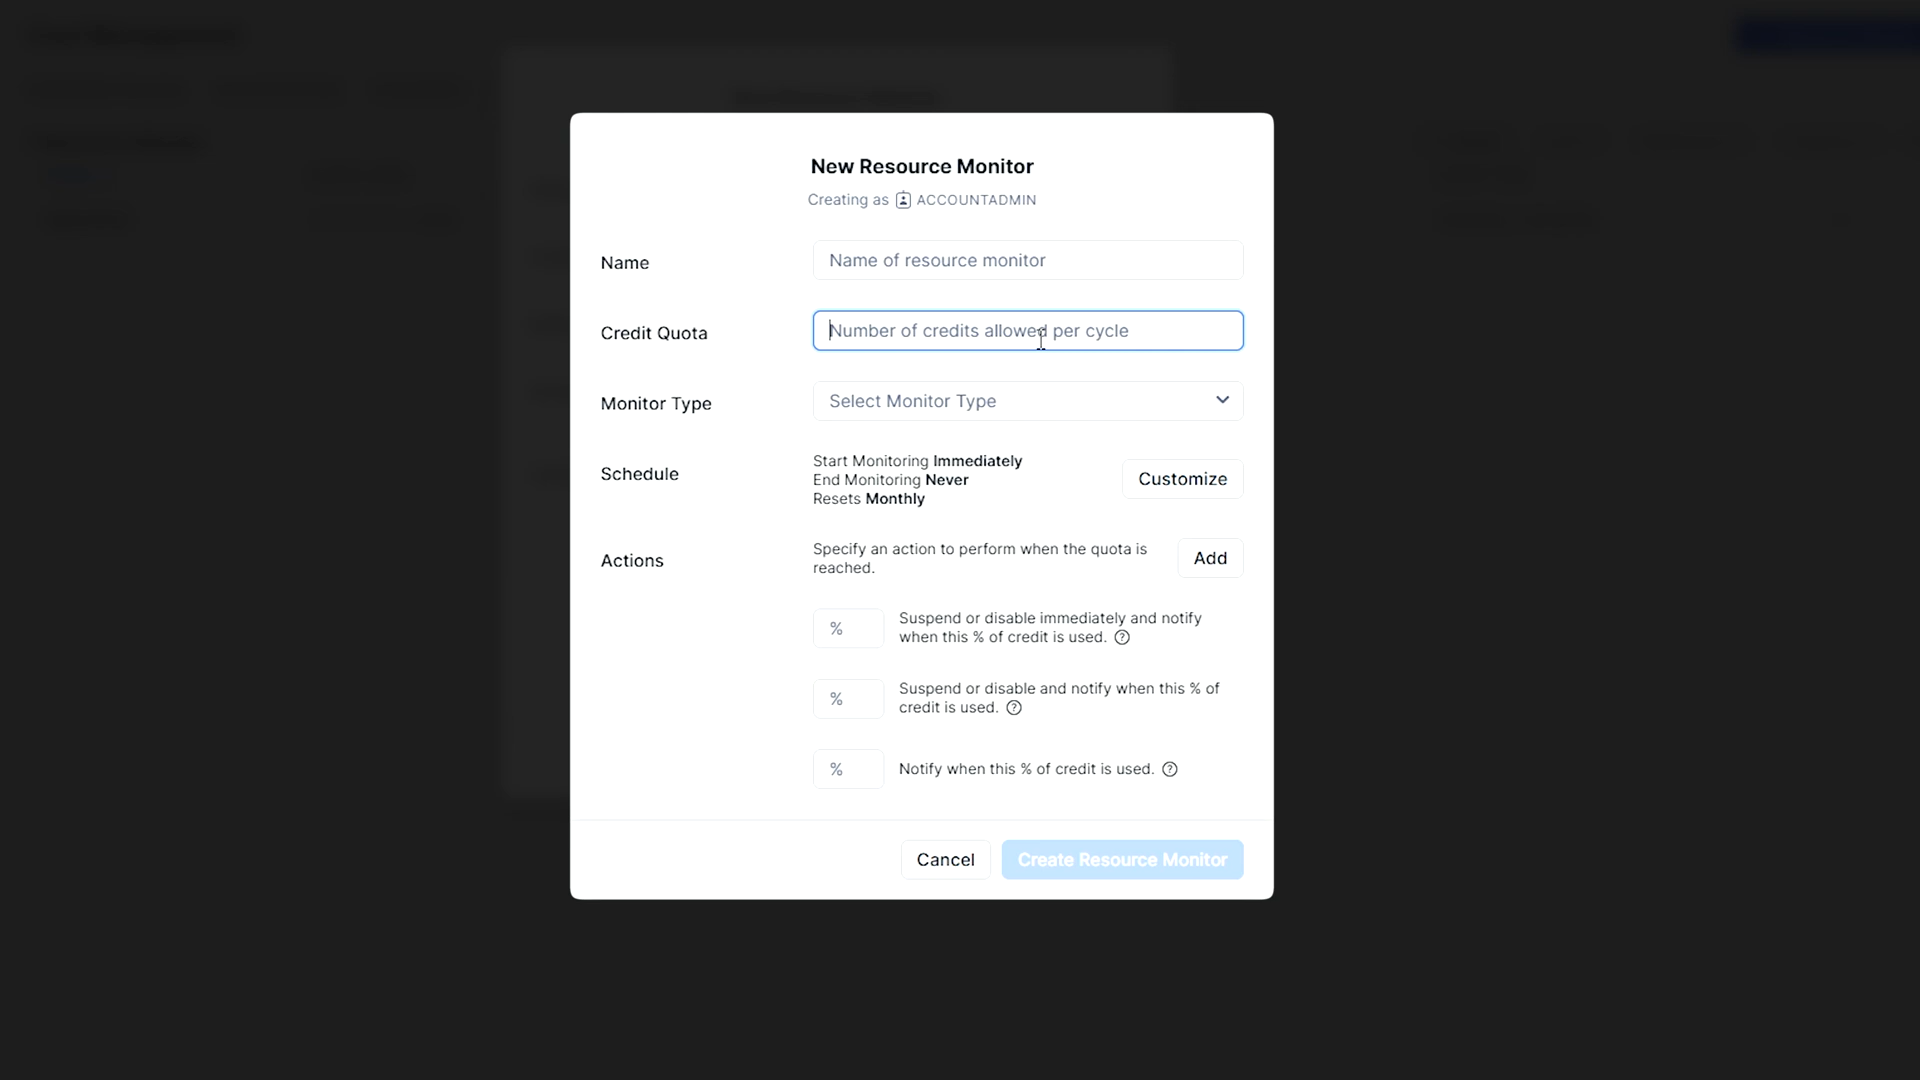 New Resource Monitor
Creating as ACCOUNTADMIN
Name
Name of resource monitor
Credit Quota
Number of credits allowed per cycle
Monitor Type
Select Monitor Type
Schedule
Start Monitoring Immediately
End Monitoring Never
Resets Monthly
Customize
Actions
Specify an action to perform when the quota is
reached.
Add
%
Suspend or disable immediately and notify
when this % of credit is used.
%
Suspend or disable and notify when this % of
credit is used.
%
Notify when this % of credit is used.
Cancel
Create Resource Monitor